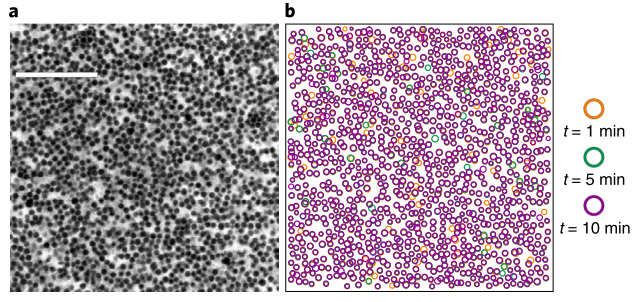 a
b
t = 1 min
t = 5 min
t = 10 min